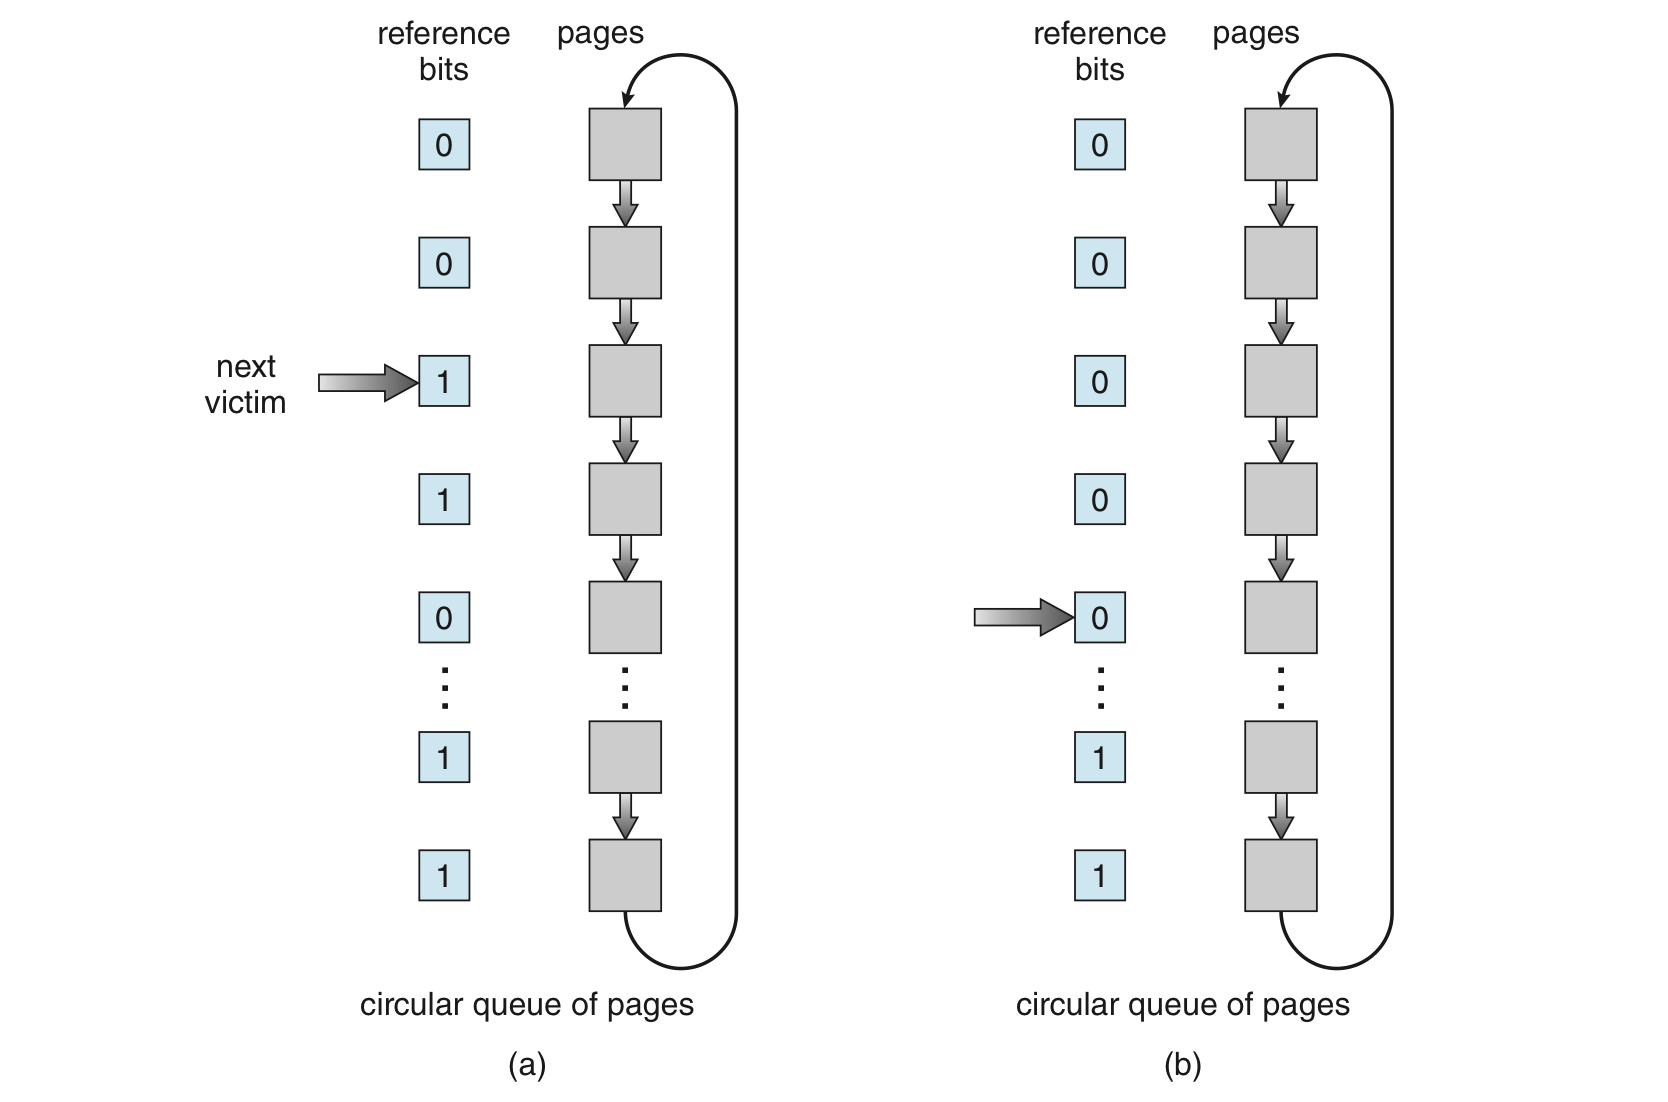 reference
bits
pages
0
0
next
victim
1
1
0
1
1
circular queue of pages
(a)
reference
bits
pages
0
0
0
0
0
1
1
circular queue of pages
(b)